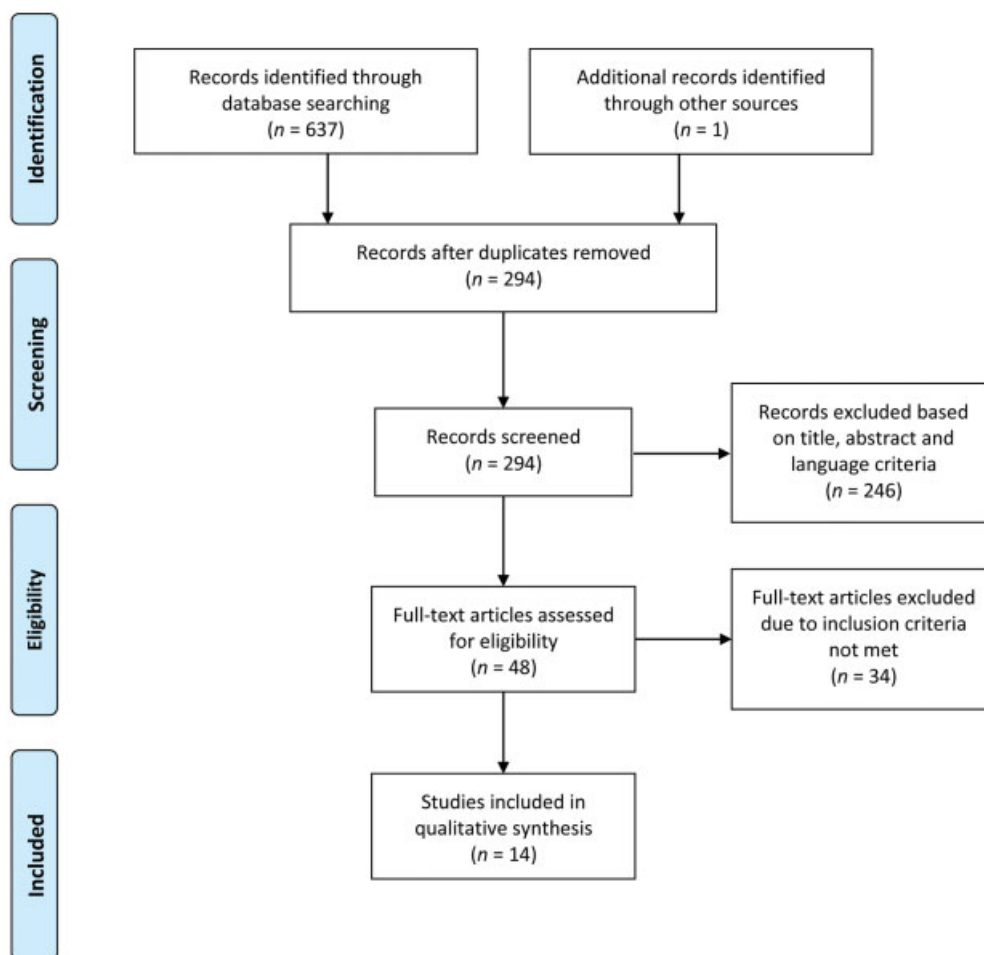 Identification
Records identified through
database searching
(n = 637)
Additional records identified
through other sources
(n = 1)
Records after duplicates removed
(n = 294)
Screening
Records screened
(n = 294)
Records excluded based
on title, abstract and
language criteria
(n = 246)
Eligibility
Full-text articles assessed
for eligibility
(n = 48)
Full-text articles excluded
due to inclusion criteria
not met
(n = 34)
Included
Studies included in
qualitative synthesis
(n = 14)